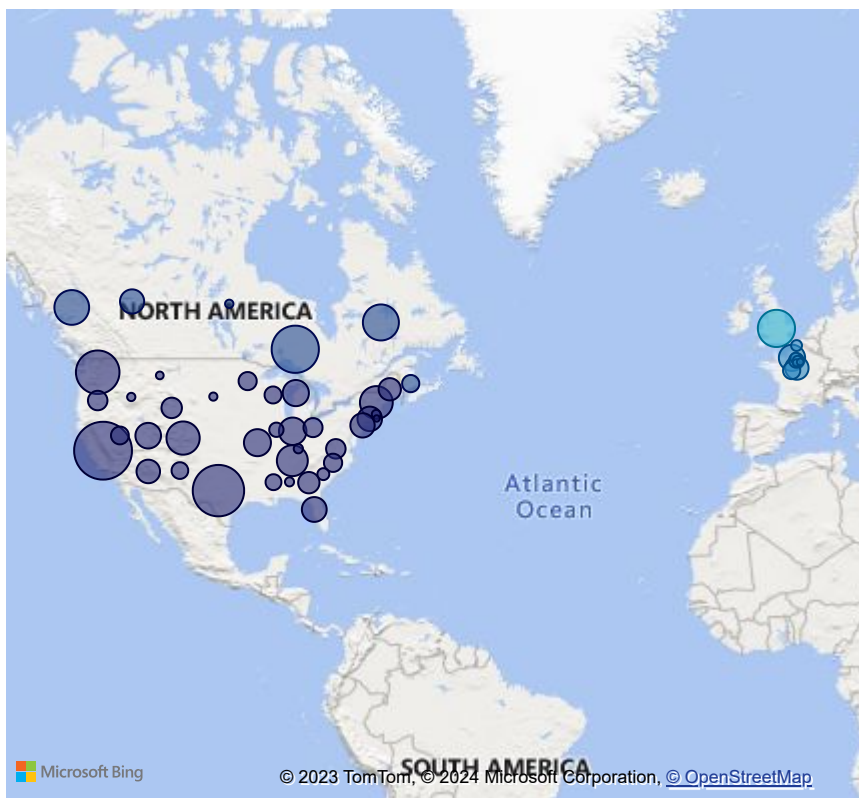 NORTH AMERICA
Atlantic
Ocean
SOUTH AMERICA
Microsoft Bing
© 2023 TomTom, © 2024 Microsoft Corporation, © OpenStreetMap